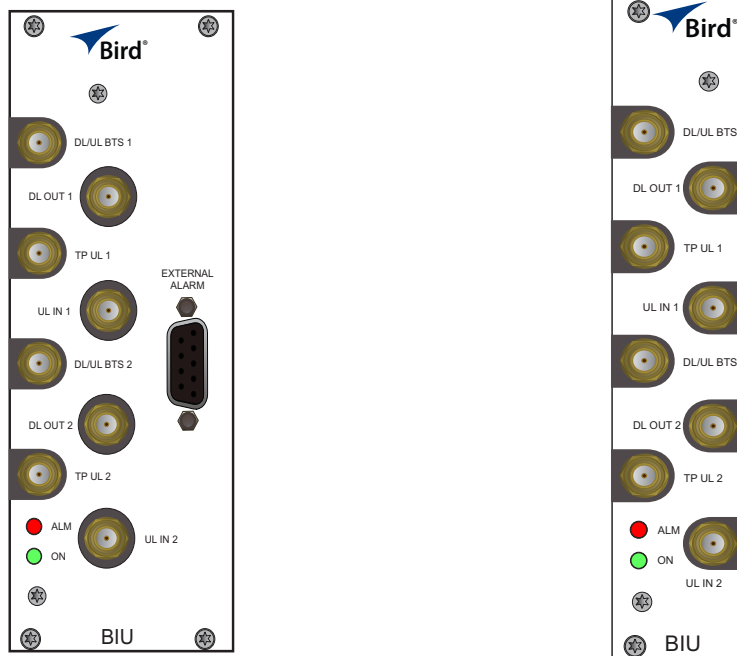 Bird®
DL/UL BTS 1
DL OUT 1
TP UL 1
EXTERNAL
ALARM
UL IN 1
DL/UL BTS 2
DL OUT 2
TP UL 2
ALM
UL IN 2
ON
BIU
Bird®
DL/UL BTS
DL OUT 1
TP UL 1
UL IN 1
DL/UL BTS
DL OUT 2
TP UL 2
ALM
ON
UL IN 2
BIU